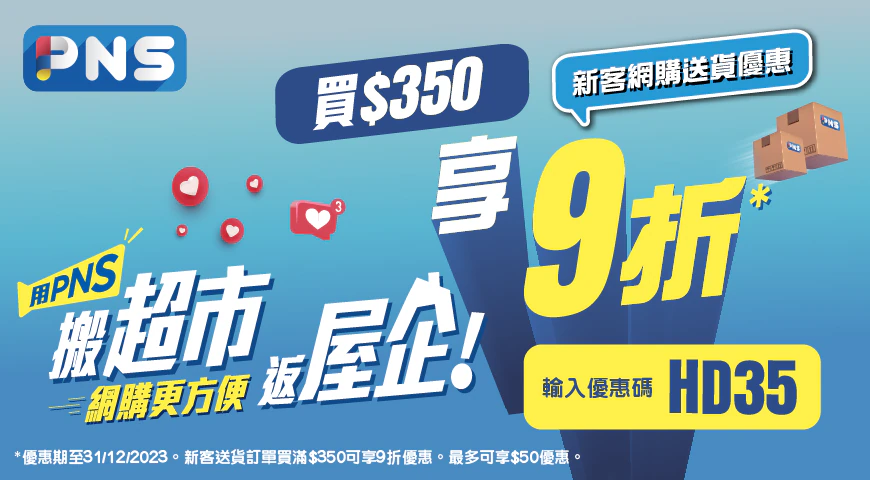 PNS
買$350
新客網購送貨優惠
享9折*
PNS
PNS
3
用PNS
搬超市
網購更方便
返屋企!
輸入優惠碼 HD35
*優惠期至31/12/2023。新客送貨訂單買滿$350可享9折優惠。最多可享$50優惠。